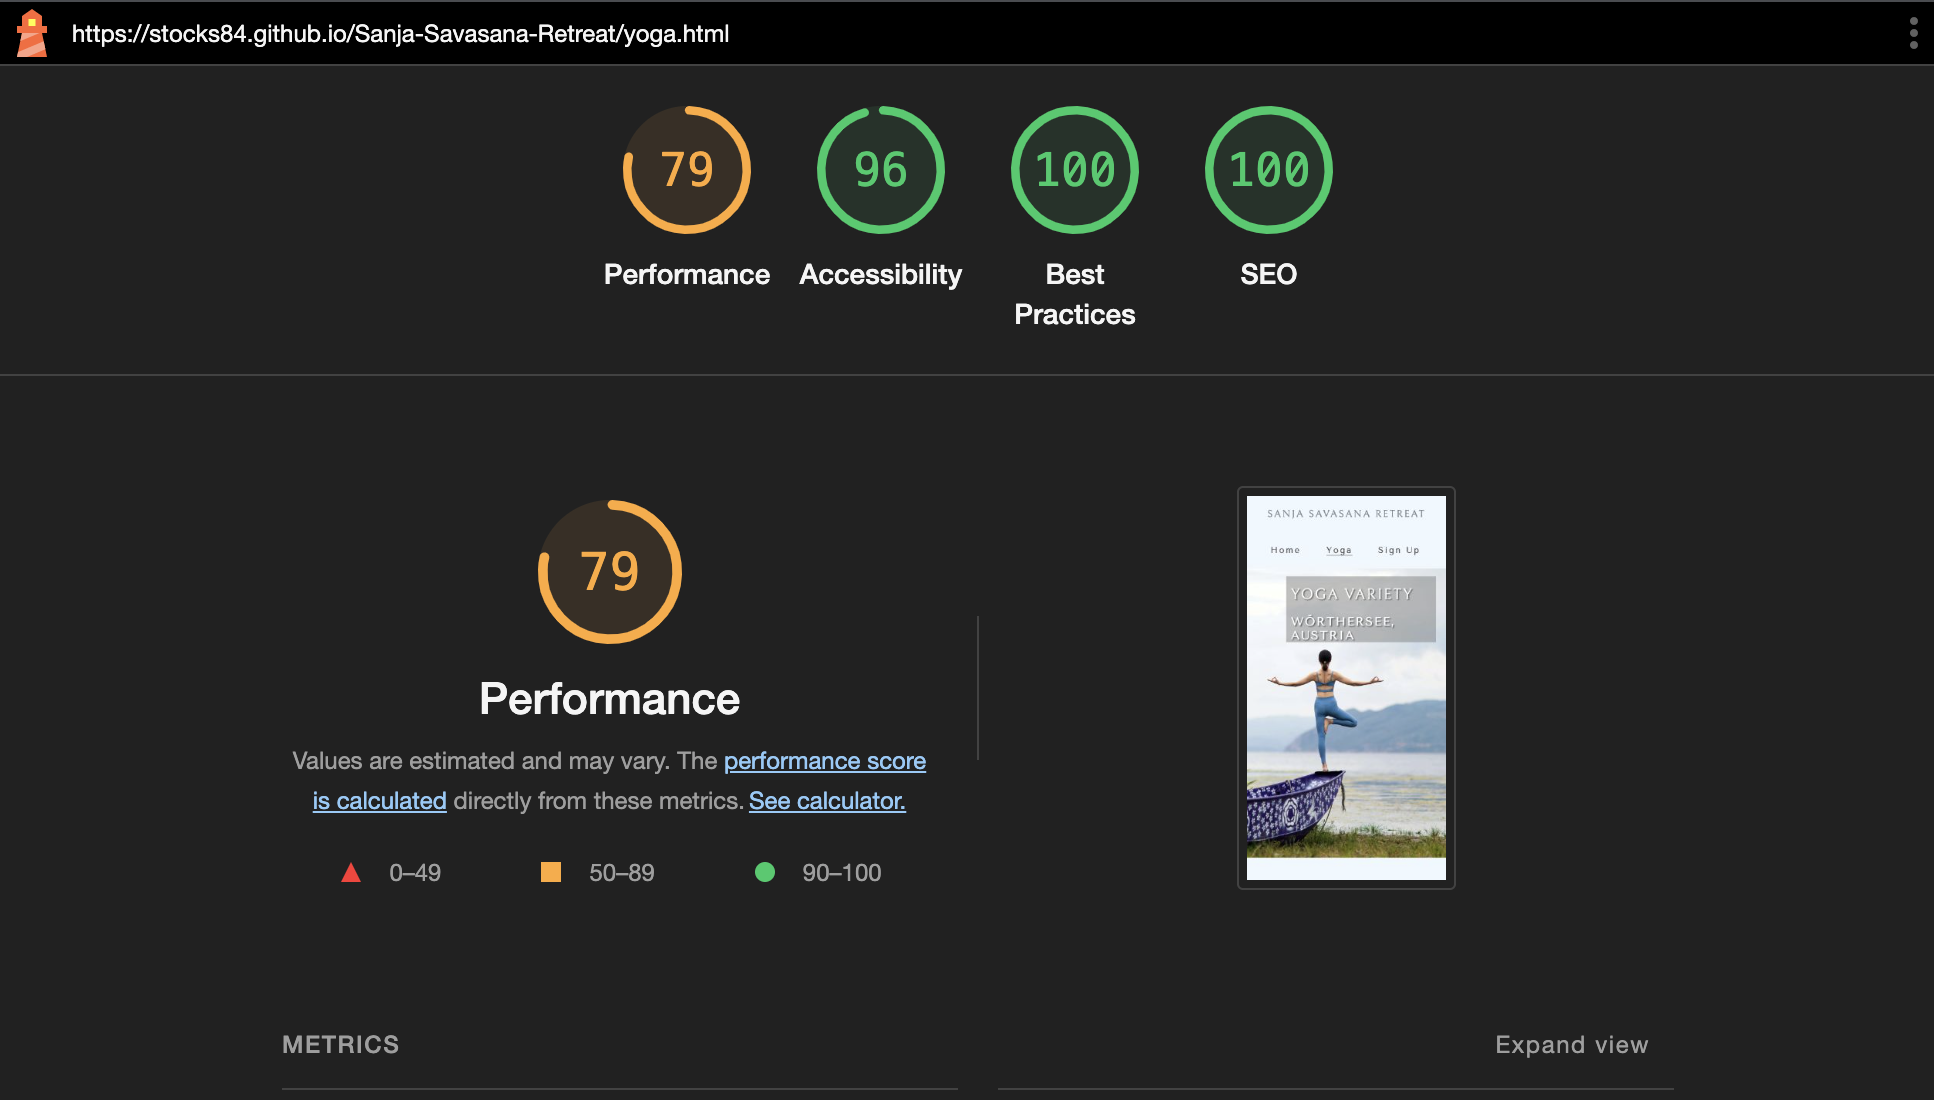 https://stocks84.github.io/Sanja-Savasana-Retreat/yoga.html
79
96
100
100
Performance
Accessibility
Best
Practices
SEO
79
Performance
Values are estimated and may vary. The performance score
is calculated directly from these metrics. See calculator.
0–49
50–89
90–100
SANJA SAVASANA RETREAT
Home
Yoga
Sign Up
YOGA VARIETY
WÖRTHERSEE,
AUSTRIA
METRICS
Expand view